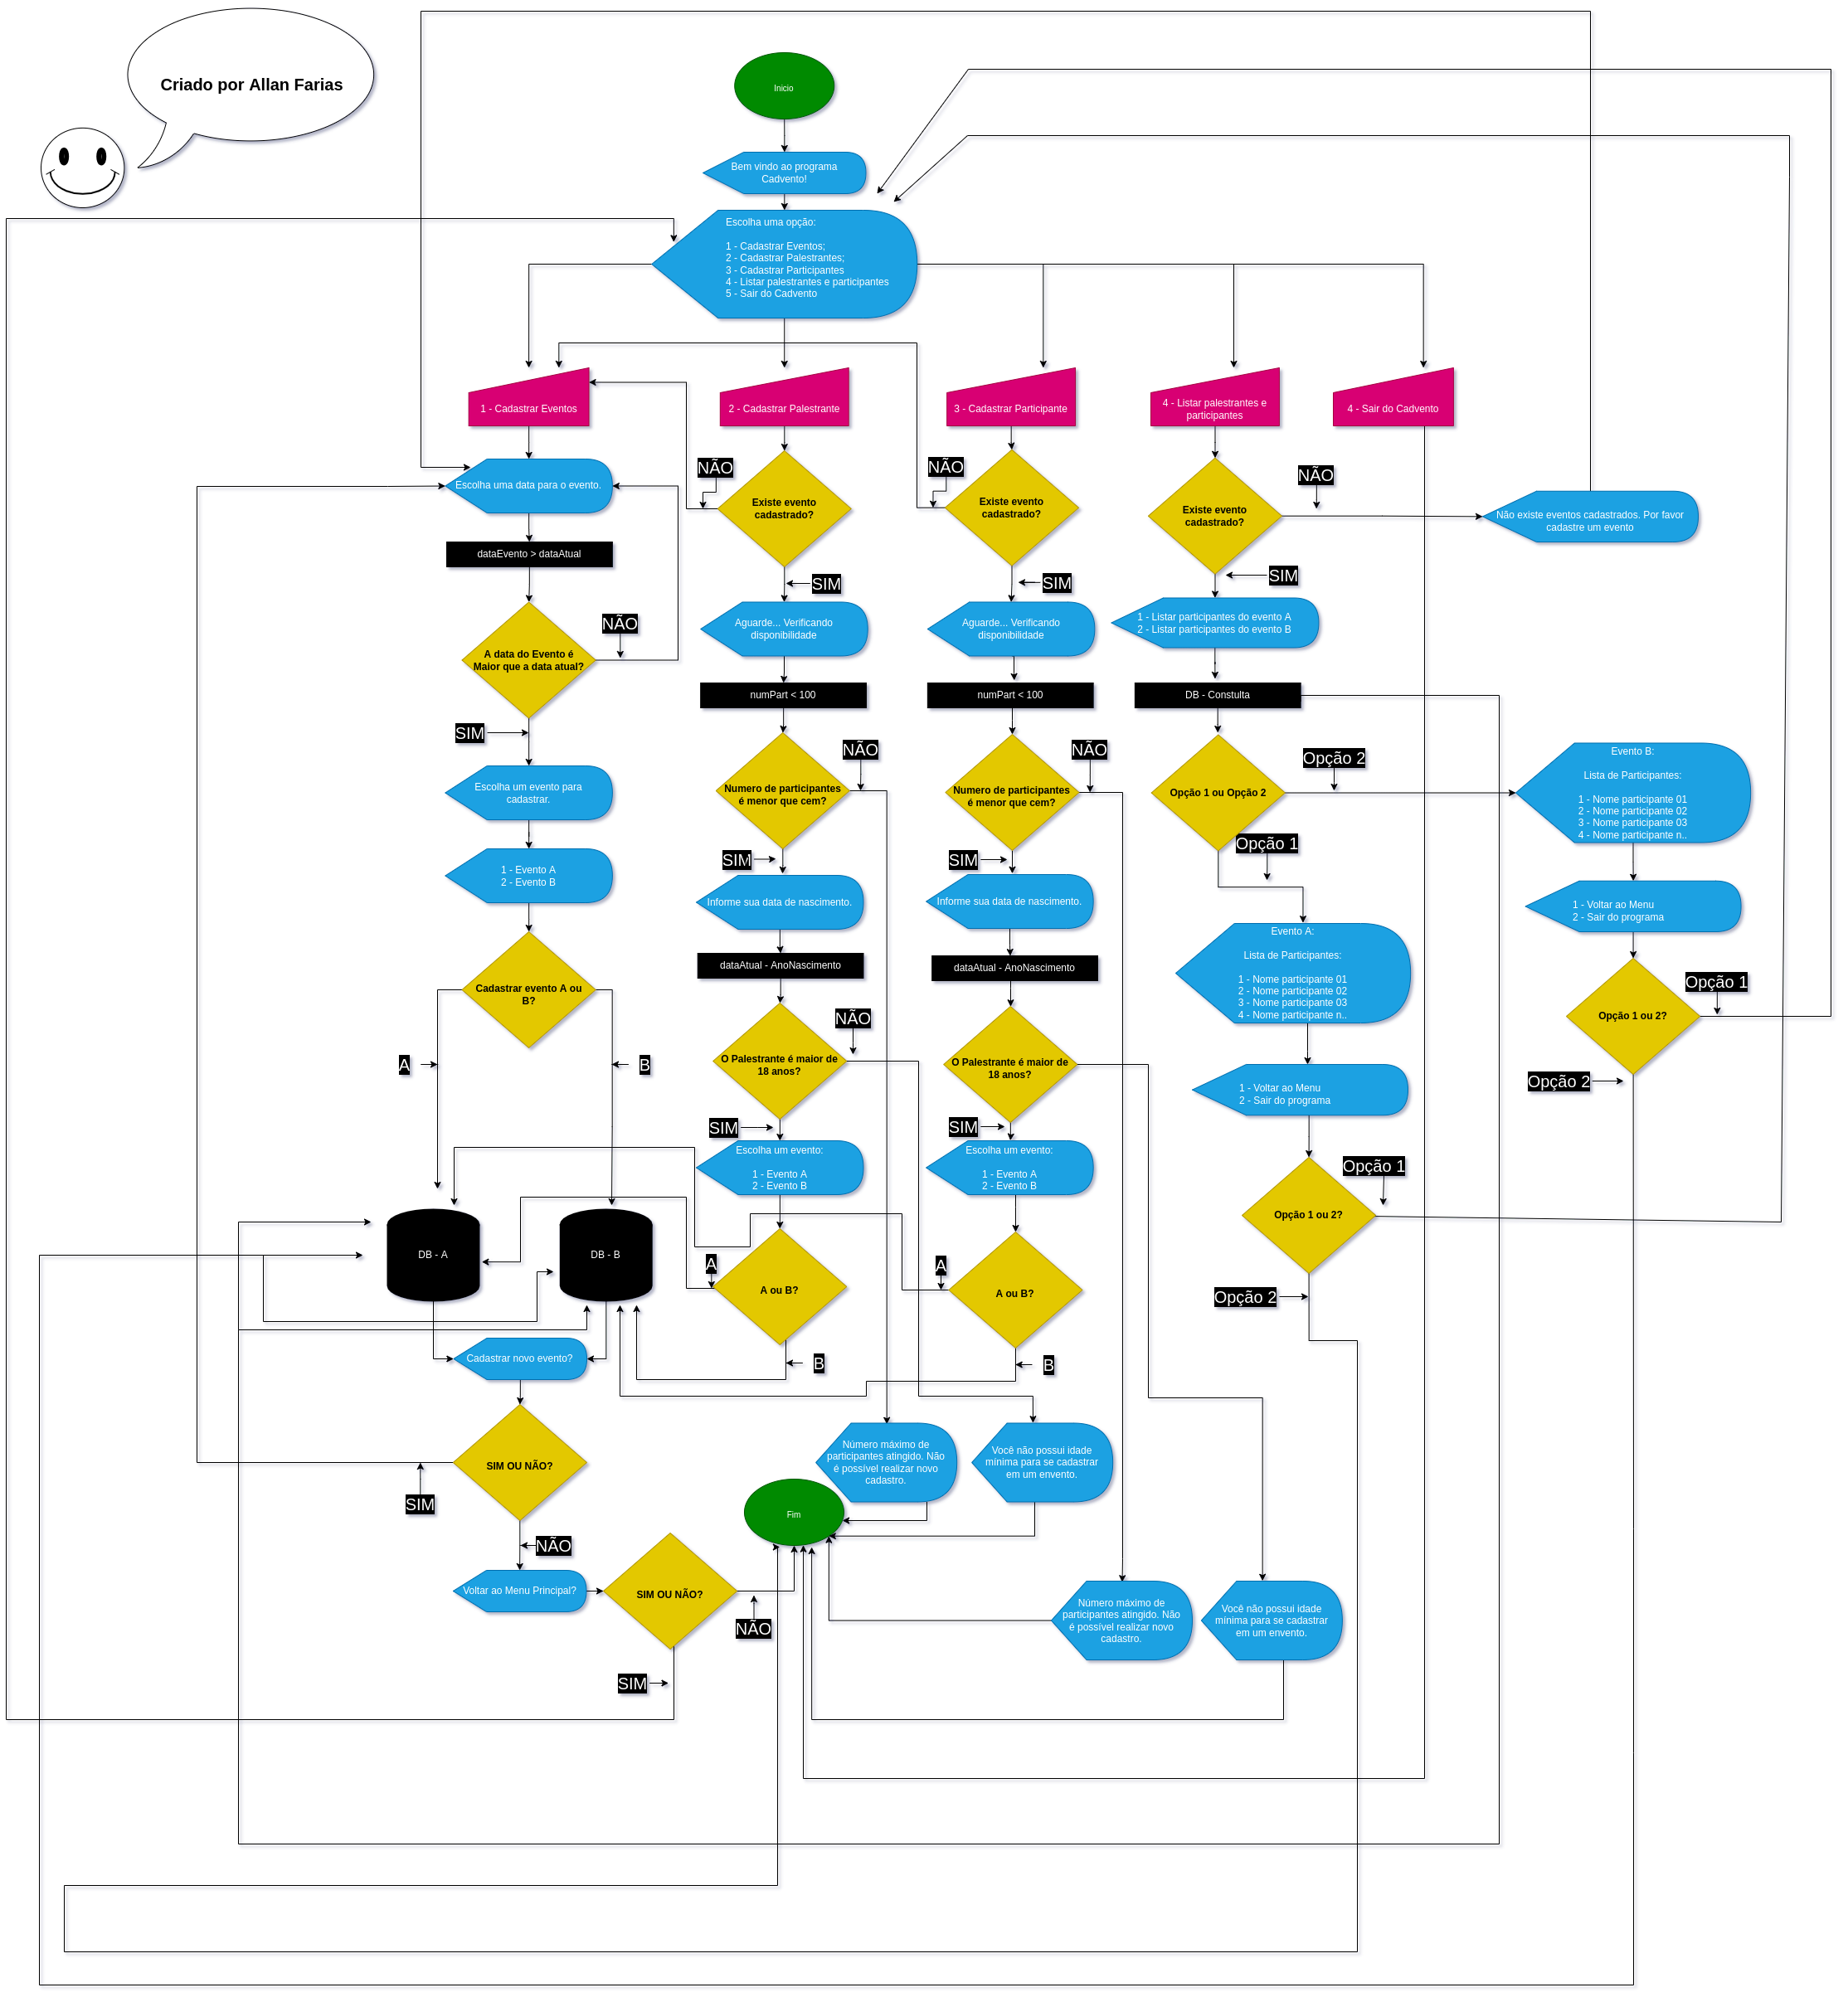 Criado por Allan Farias
Inicio
Bem vindo ao programa
Cadvento!
Escolha uma opção:
1 - Cadastrar Eventos;
2 - Cadastrar Palestrantes;
3 - Cadastrar Participantes
4 - Listar palestrantes e participantes
5 - Sair do Cadvento
1 - Cadastrar Eventos
2 - Cadastrar Palestrante
3 - Cadastrar Participante
4 - Listar palestrantes e
participantes
4 - Sair do Cadvento
Escolha uma data para o evento.
dataEvento > dataAtual
A data do Evento é
Maior que a data atual?
NÃO
SIM
Escolha um evento para
cadastrar.
1 - Evento A
2 - Evento B
Cadastrar evento A ou
B?
A
B
DB - A
DB - B
Cadastrar novo evento?
SIM OU NÃO?
SIM
NÃO
Voltar ao Menu Principal?
SIM OU NÃO?
NÃO
SIM
NÃO
Existe evento
cadastrado?
SIM
Aguarde... Verificando
disponibilidade
numPart < 100
NÃO
Numero de participantes
é menor que cem?
SIM
Informe sua data de nascimento.
dataAtual - AnoNascimento
NÃO
O Palestrante é maior de
18 anos?
SIM
Escolha um evento:
1 - Evento A
2 - Evento B
A
A ou B?
B
Número máximo de
participantes atingido. Não
é possível realizar novo
cadastro.
Você não possui idade
mínima para se cadastrar
em um envento.
Fim
NÃO
Existe evento
cadastrado?
SIM
Aguarde... Verificando
disponibilidade
numPart < 100
NÃO
Numero de participantes
é menor que cem?
SIM
Informe sua data de nascimento.
dataAtual - AnoNascimento
O Palestrante é maior de
18 anos?
SIM
Escolha um evento:
1 - Evento A
2 - Evento B
A
A ou B?
B
Número máximo de
participantes atingido. Não
é possível realizar novo
cadastro.
Você não possui idade
mínima para se cadastrar
em um envento.
NÃO
Existe evento
cadastrado?
Não existe eventos cadastrados. Por favor
cadastre um evento
SIM
1 - Listar participantes do evento A
2 - Listar participantes do evento B
DB - Constulta
Opção 2
Opção 1 ou Opção 2
Opção 1
Evento A:
Lista de Participantes:
1 - Nome participante 01
2 - Nome participante 02
3 - Nome participante 03
4 - Nome participante n..
1 - Voltar ao Menu
2 - Sair do programa
Opção 1
Opção 1 ou 2?
Opção 2
Evento B:
Lista de Participantes:
1 - Nome participante 01
2 - Nome participante 02
3 - Nome participante 03
4 - Nome participante n..
1 - Voltar ao Menu
2 - Sair do programa
Opção 1
Opção 1 ou 2?
Opção 2